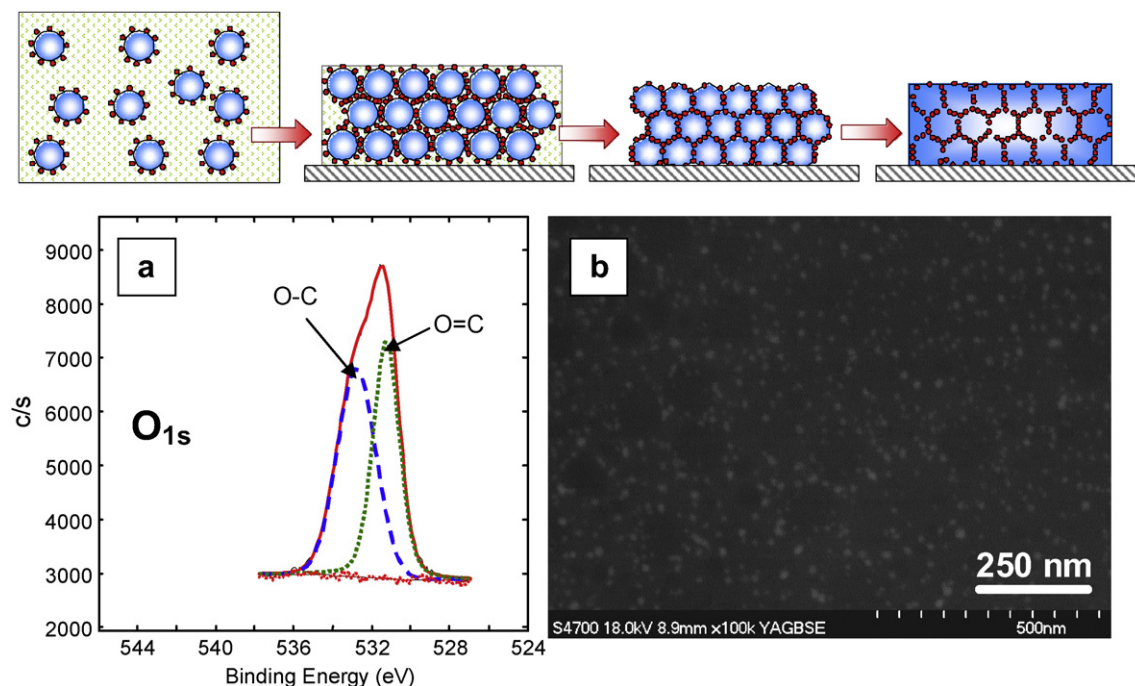 a
b
9000
8000
7000
6000
5000
4000
3000
2000
c/s
O-C
O=C
O1s
544 540 536 532 528 524
Binding Energy (eV)
250 nm
S4700 18.0kV 8.9mm x100k YAGBSE
500nm